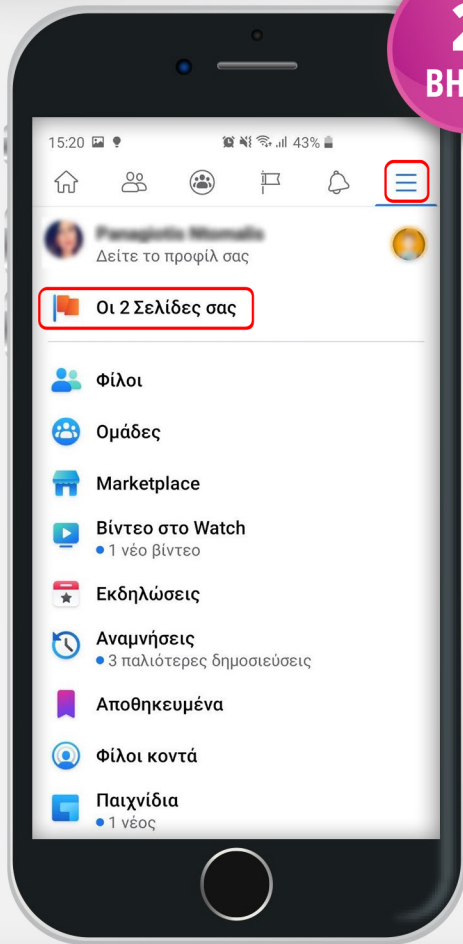 2
ΒΗ
15:20
43%
Δείτε το προφίλ σας
Οι 2 Σελίδες σας
Φίλοι
Ομάδες
Marketplace
Βίντεο στο Watch
1 νέο βίντεο
Εκδηλώσεις
Αναμνήσεις
3 παλιότερες δημοσιεύσεις
Αποθηκευμένα
Φίλοι κοντά
Παιχνίδια
1 νέος